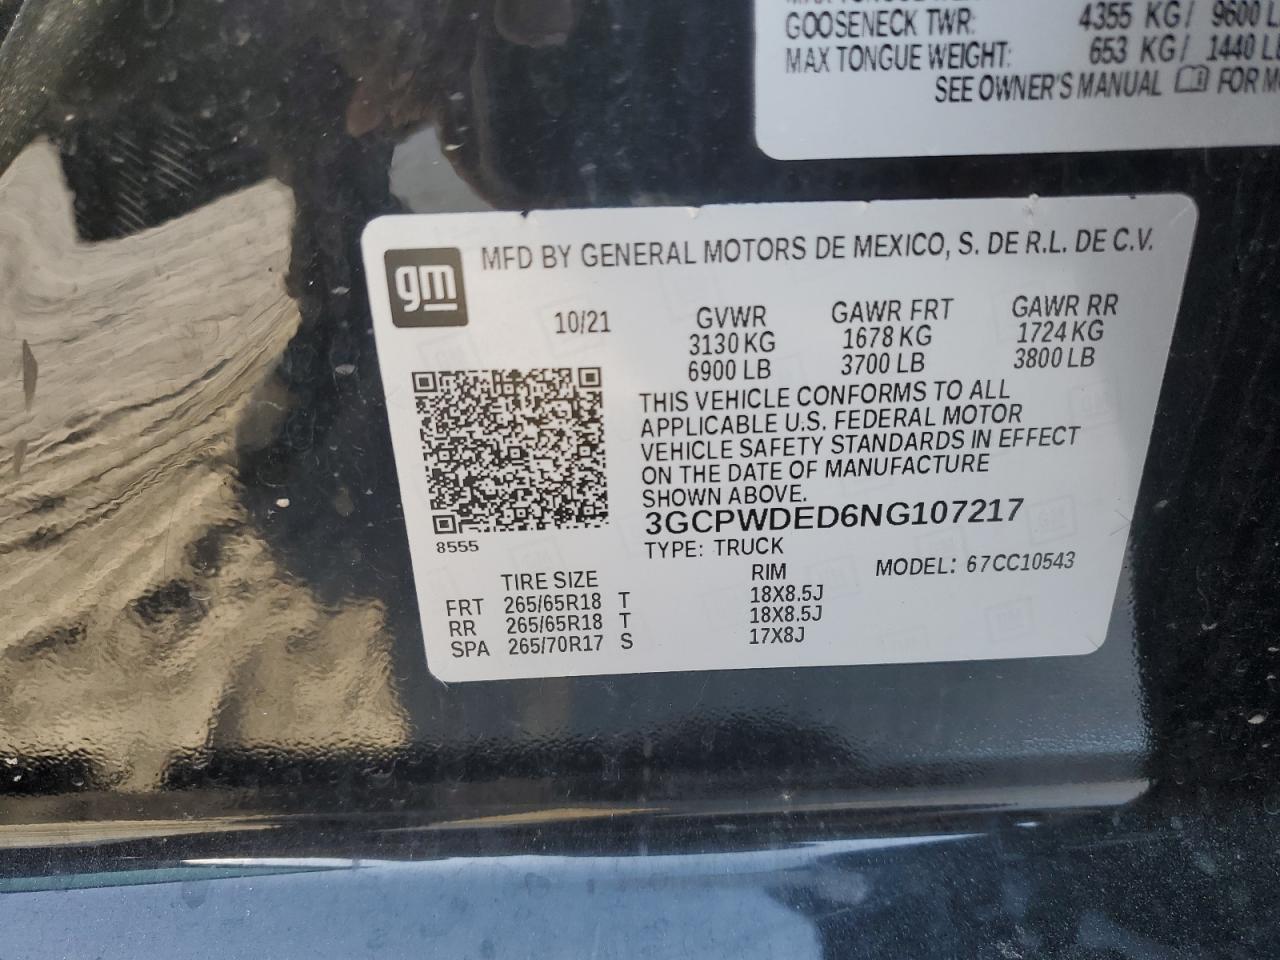 GOOSENECK TWR: 4355 KG/ 9600 L
MAX TONGUE WEIGHT: 653 KG/ 1440 LB
SEE OWNER'S MANUAL FOR MO
gm
MFD BY GENERAL MOTORS DE MEXICO, S. DE R.L. DE C.V.
10/21 GVWR GAWR FRT GAWR RR
3130 KG 1678 KG 1724 KG
6900 LB 3700 LB 3800 LB
THIS VEHICLE CONFORMS TO ALL
APPLICABLE U.S. FEDERAL MOTOR
VEHICLE SAFETY STANDARDS IN EFFECT
ON THE DATE OF MANUFACTURE
SHOWN ABOVE.
3GCPWDED6NG107217
8555
TYPE: TRUCK MODEL: 67CC10543
TIRE SIZE RIM
FRT 265/65R18 T 18X8.5J
RR 265/65R18 T 18X8.5J
SPA 265/70R17 S 17X8J